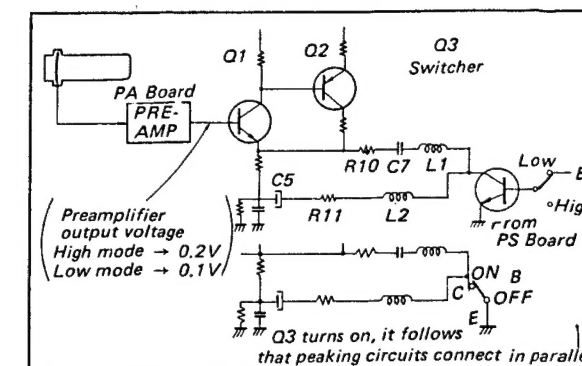 Q1
Q2
Q3
Switcher
PA Board
PRE-
AMP
R10 C7 L1
Low
High
C5
R11 L2
Preamplifier
output voltage
High mode → 0.2V
Low mode → 0.1V
PS Board
ON B
C OFF
E
Q3 turns on, it follows
that peaking circuits connect in